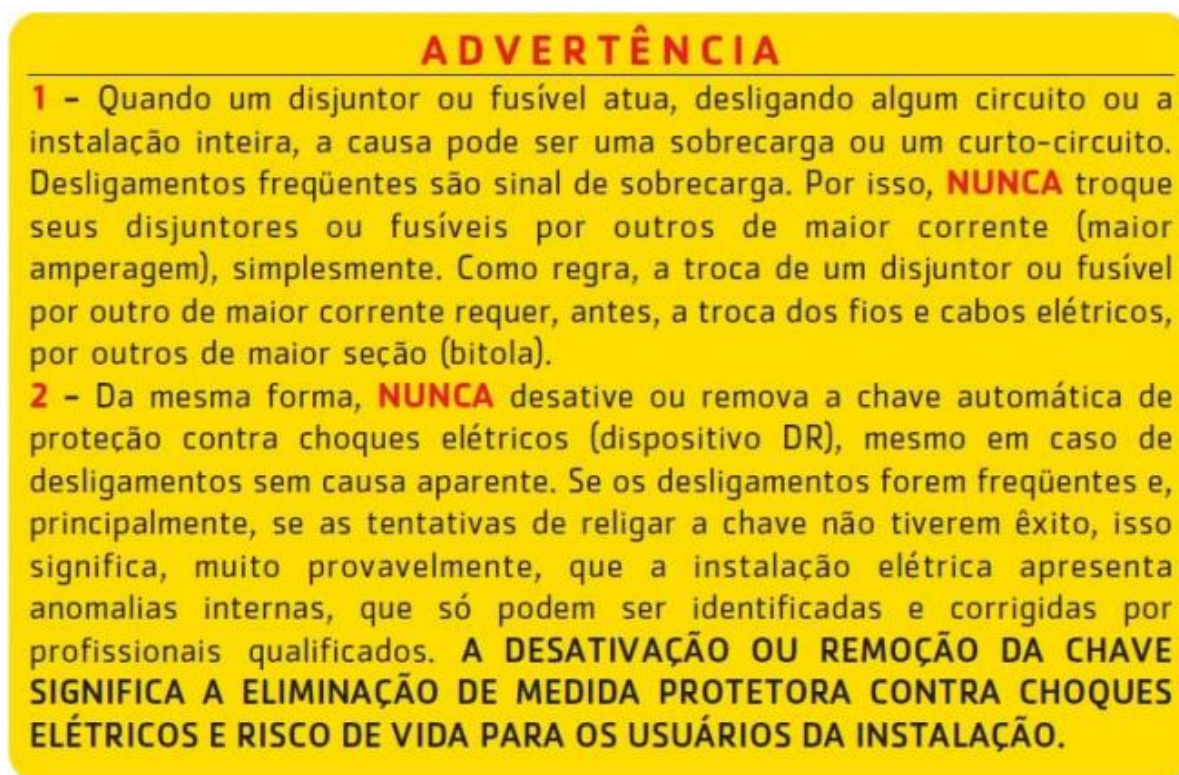 ADVERTÊNCIA
1 – Quando um disjuntor ou fusível atua, desligando algum circuito ou a
instalação inteira, a causa pode ser uma sobrecarga ou um curto-circuito.
Desligamentos freqüentes são sinal de sobrecarga. Por isso, NUNCA troque
seus disjuntores ou fusíveis por outros de maior corrente (maior
amperagem), simplesmente. Como regra, a troca de um disjuntor ou fusível
por outro de maior corrente requer, antes, a troca dos fios e cabos elétricos,
por outros de maior seção (bitola).
2 – Da mesma forma, NUNCA desative ou remova a chave automática de
proteção contra choques elétricos (dispositivo DR), mesmo em caso de
desligamentos sem causa aparente. Se os desligamentos forem freqüentes e,
principalmente, se as tentativas de religar a chave não tiverem êxito, isso
significa, muito provavelmente, que a instalação elétrica apresenta
anomalias internas, que só podem ser identificadas e corrigidas por
profissionais qualificados. A DESATIVAÇÃO OU REMOÇÃO DA CHAVE
SIGNIFICA A ELIMINAÇÃO DE MEDIDA PROTETORA CONTRA CHOQUES
ELÉTRICOS E RISCO DE VIDA PARA OS USUÁRIOS DA INSTALAÇÃO.